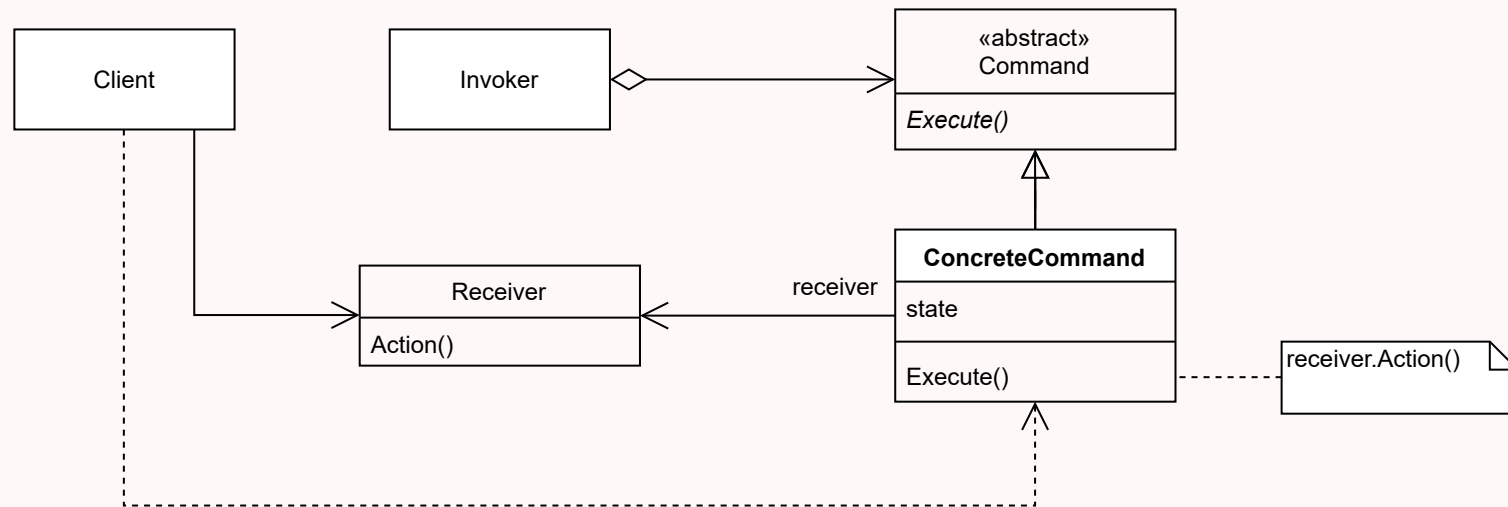 Client
Invoker
«abstract»
Command
Execute()
Receiver
Action()
receiver
ConcreteCommand
state
Execute()
receiver.Action()